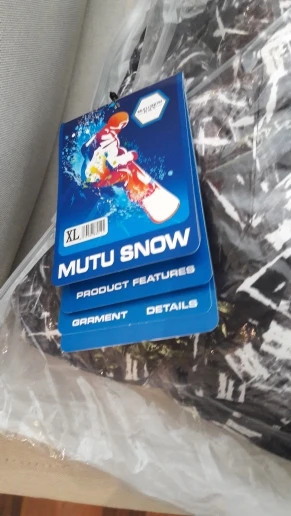 XL
MUTU SNOW
PRODUCT FEATURES
GARMENT DETAILS